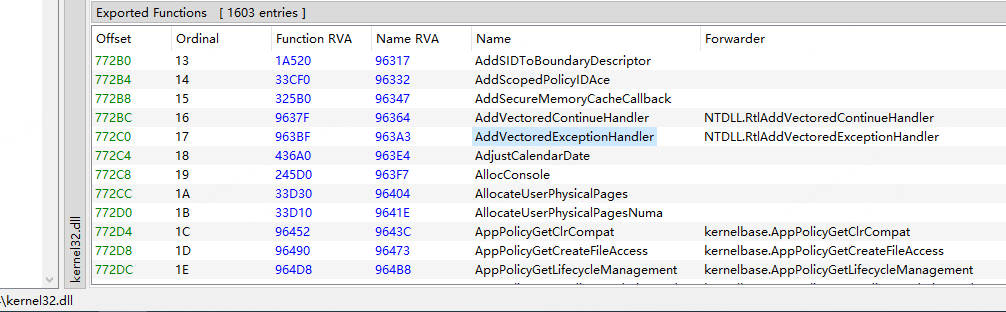 Exported Functions [ 1603 entries ]
Offset Ordinal Function RVA Name RVA Name Forwarder
772B0 13 1A520 96317 AddSIDToBoundaryDescriptor
772B4 14 33CF0 96332 AddScopedPolicyIDAce
772B8 15 325B0 96347 AddSecureMemoryCacheCallback
772BC 16 9637F 96364 AddVectoredContinueHandler NTDLL.RtlAddVectoredContinueHandler
772C0 17 963BF 963A3 AddVectoredExceptionHandler NTDLL.RtlAddVectoredExceptionHandler
772C4 18 436A0 963E4 AdjustCalendarDate
772C8 19 245D0 963F7 AllocConsole
772CC 1A 33D30 96404 AllocateUserPhysicalPages
772D0 1B 33D10 9641E AllocateUserPhysicalPagesNuma
772D4 1C 96452 9643C AppPolicyGetClrCompat kernelbase.AppPolicyGetClrCompat
772D8 1D 96490 96473 AppPolicyGetCreateFileAccess kernelbase.AppPolicyGetCreateFileAccess
772DC 1E 964D8 964B8 AppPolicyGetLifecycleManagement kernelbase.AppPolicyGetLifecycleManagement
kernel32.dll
\kernel32.dll